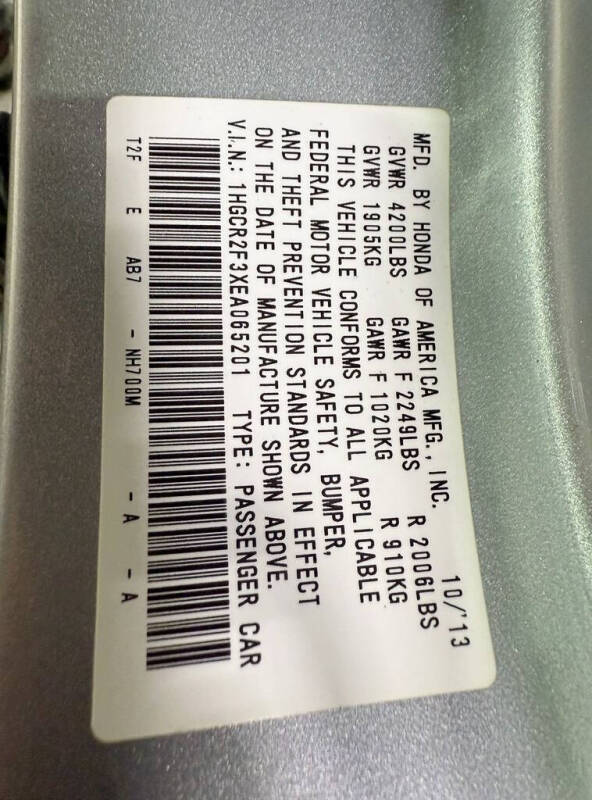 MFD. BY HONDA OF AMERICA MFG., INC. 10/'13
GVWR 4200LBS GAWR F 2249LBS R 2006LBS
GVWR 1905KG GAWR F 1020KG R 910KG
THIS VEHICLE CONFORMS TO ALL APPLICABLE
FEDERAL MOTOR VEHICLE SAFETY, BUMPER,
AND THEFT PREVENTION STANDARDS IN EFFECT
ON THE DATE OF MANUFACTURE SHOWN ABOVE.
V.I.N.: 1HGCR2F3XEA065201 TYPE: PASSENGER CAR
T2F E AB7 - NH700M - A - A